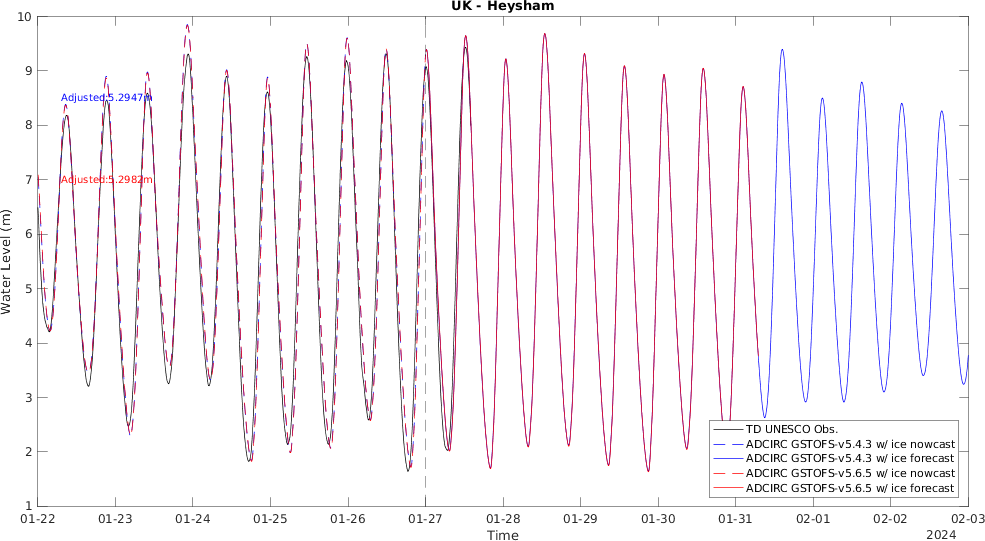 UK - Heysham
10
9
8
7
6
5
4
3
2
1
Water Level (m)
Adjusted:5.2947m
Adjusted:5.2982m
TD UNESCO Obs.
ADCIRC GSTOFS-v5.4.3 w/ ice nowcast
ADCIRC GSTOFS-v5.4.3 w/ ice forecast
ADCIRC GSTOFS-v5.6.5 w/ ice nowcast
ADCIRC GSTOFS-v5.6.5 w/ ice forecast
01-22 01-23 01-24 01-25 01-26 01-27 01-28 01-29 01-30 01-31 02-01 02-02 02-03
Time
2024